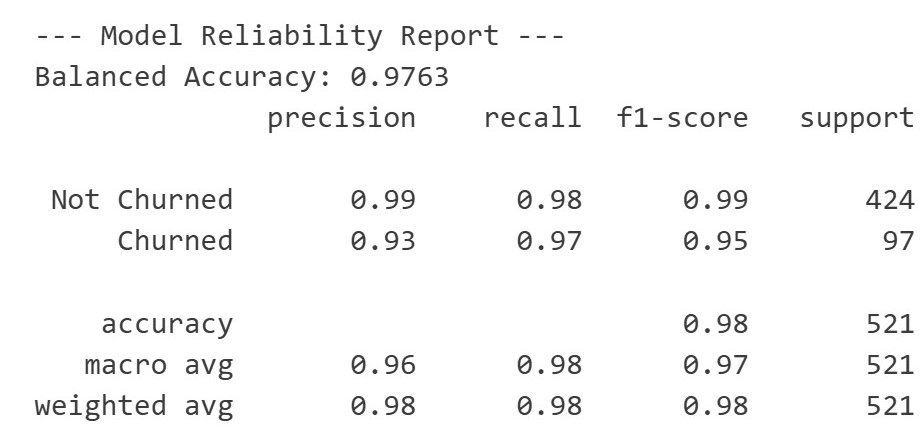 --- Model Reliability Report ---
Balanced Accuracy: 0.9763
precision recall f1-score support
Not Churned 0.99 0.98 0.99 424
Churned 0.93 0.97 0.95 97
accuracy 0.98 521
macro avg 0.96 0.98 0.97 521
weighted avg 0.98 0.98 0.98 521